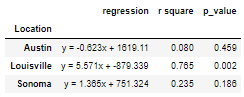 regression r square p_value
Location
Austin y = -0.623x + 1619.11 0.080 0.459
Louisville y = 5.571x + -879.339 0.765 0.002
Sonoma y = 1.365x + 751.324 0.235 0.186